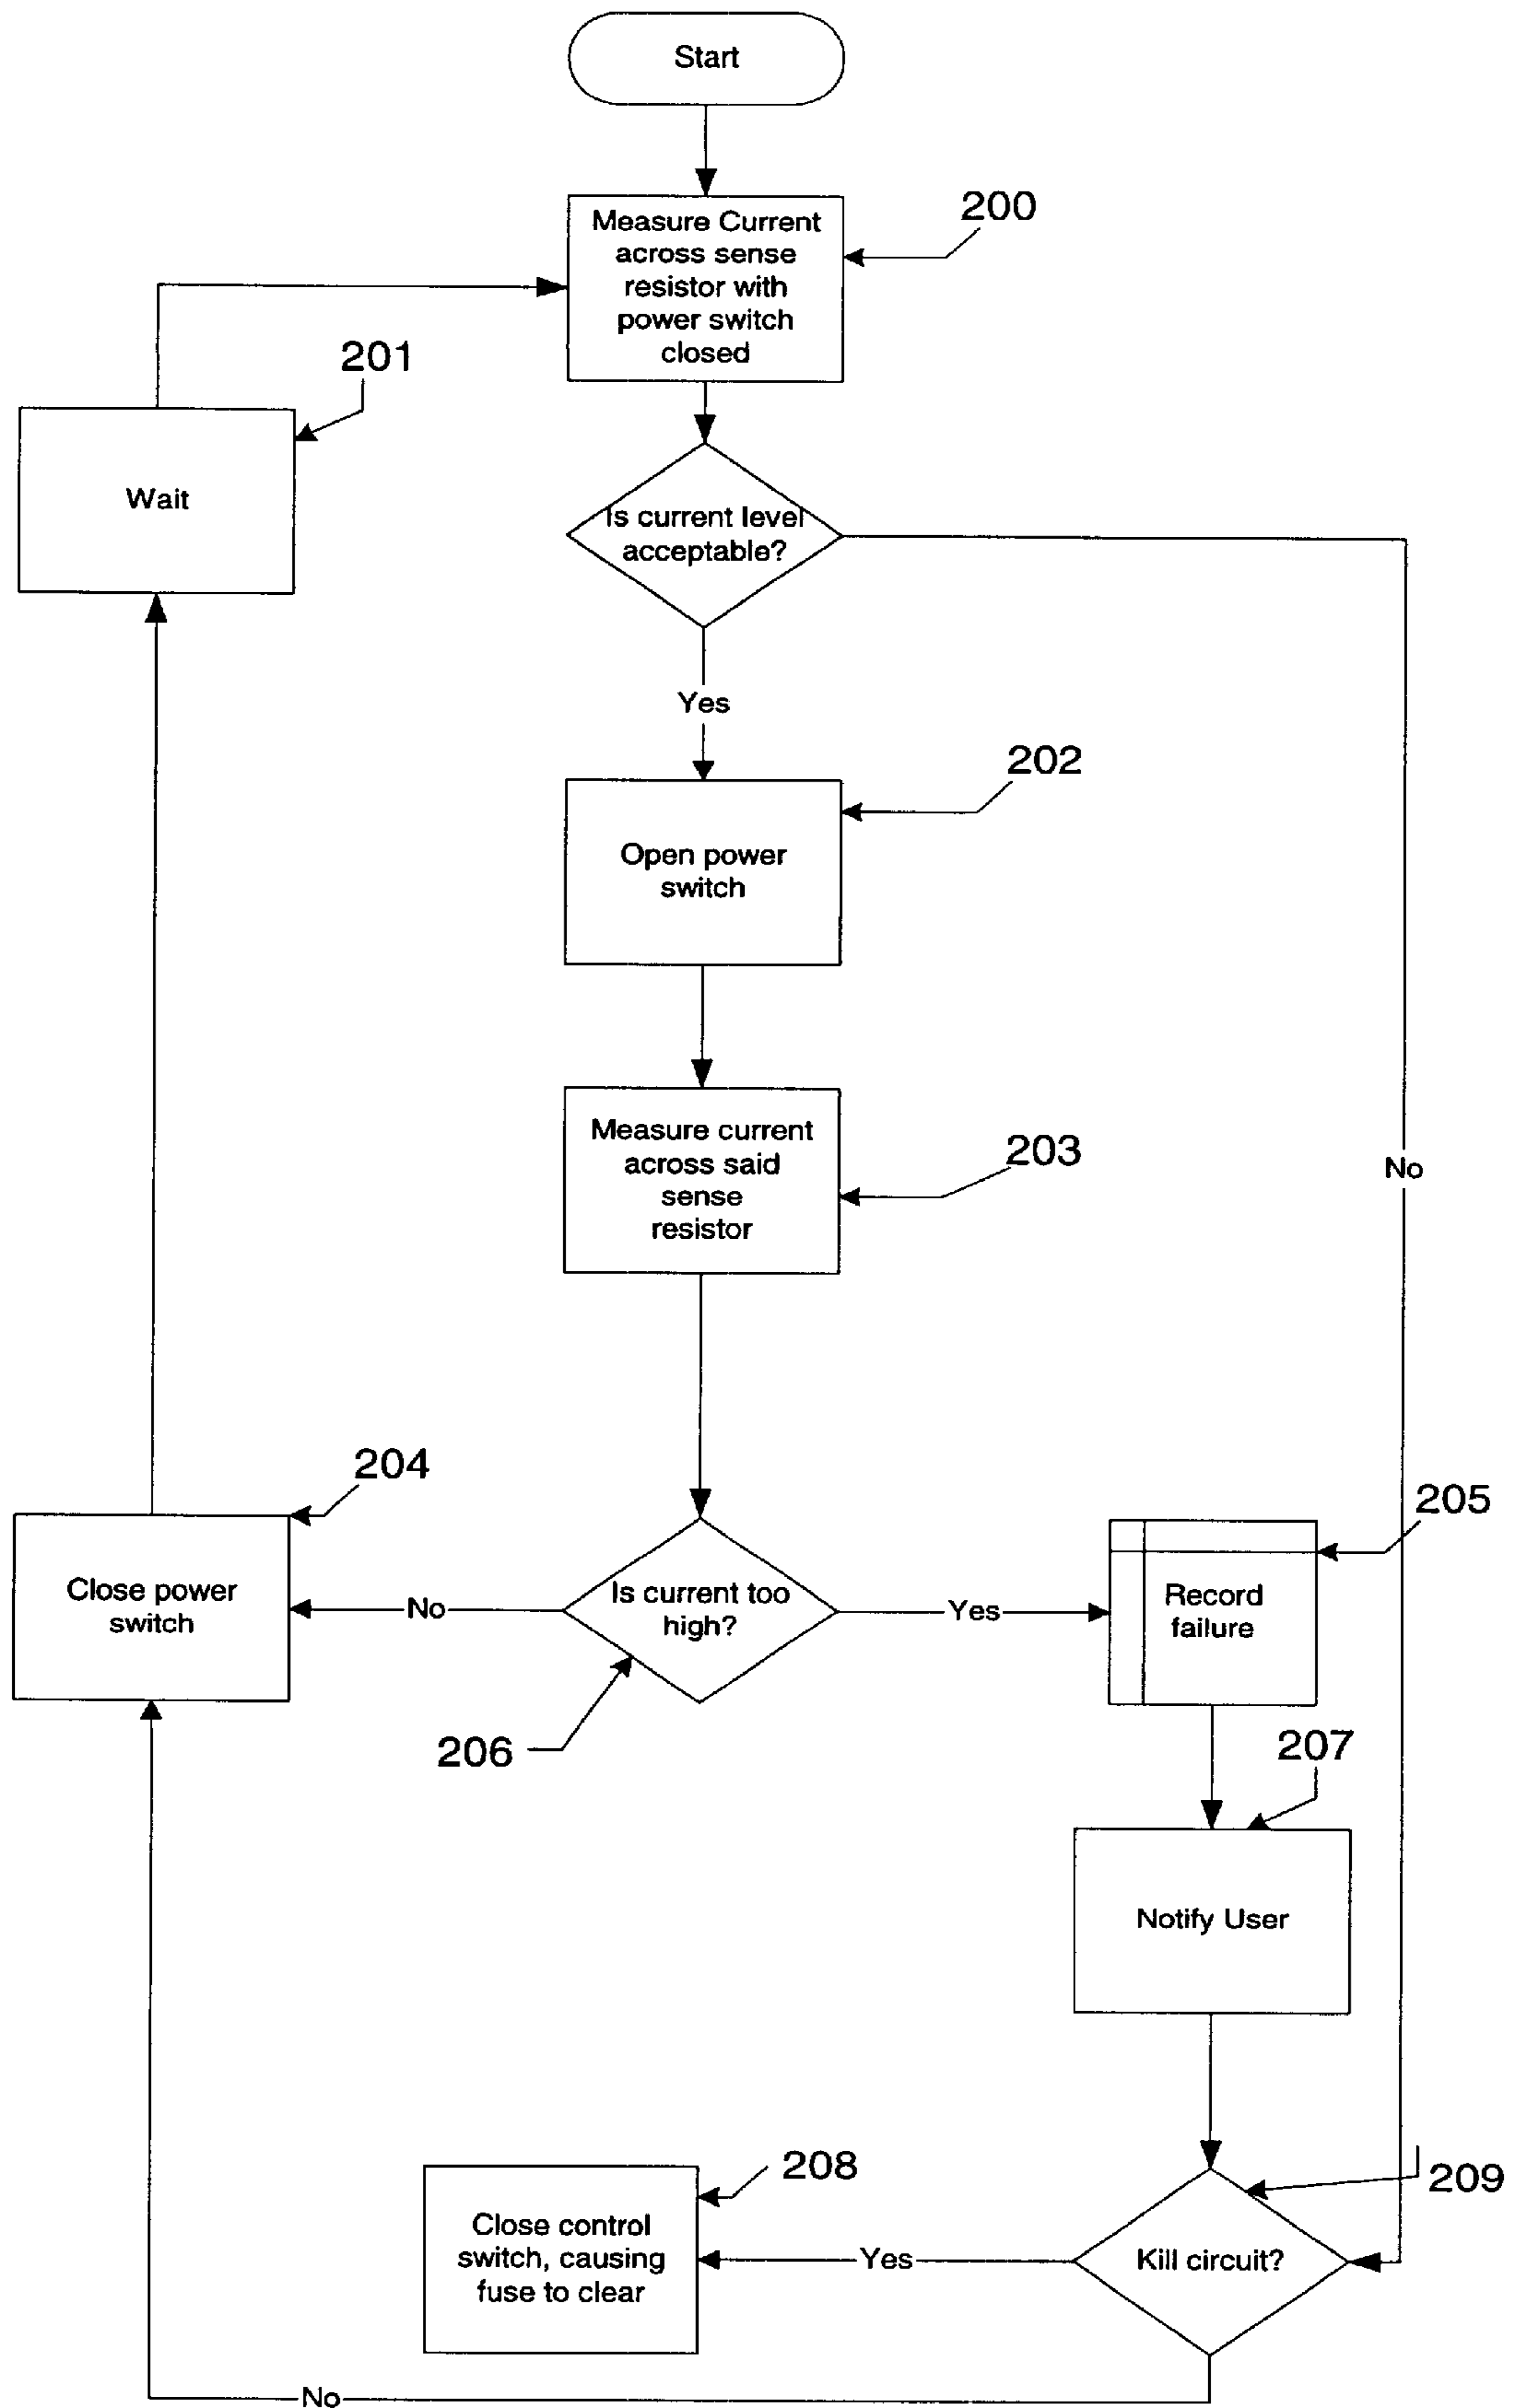 Start
Measure Current
across sense
resistor with
power switch
closed
200
201
Wait
Is current level
acceptable?
Yes
202
Open power
switch
Measure current
across said
sense
resistor
203
No
204
Close power
switch
No
Is current too
high?
Yes
205
Record
failure
206
207
Notify User
208
Close control
switch, causing
fuse to clear
Yes
Kill circuit?
209
No